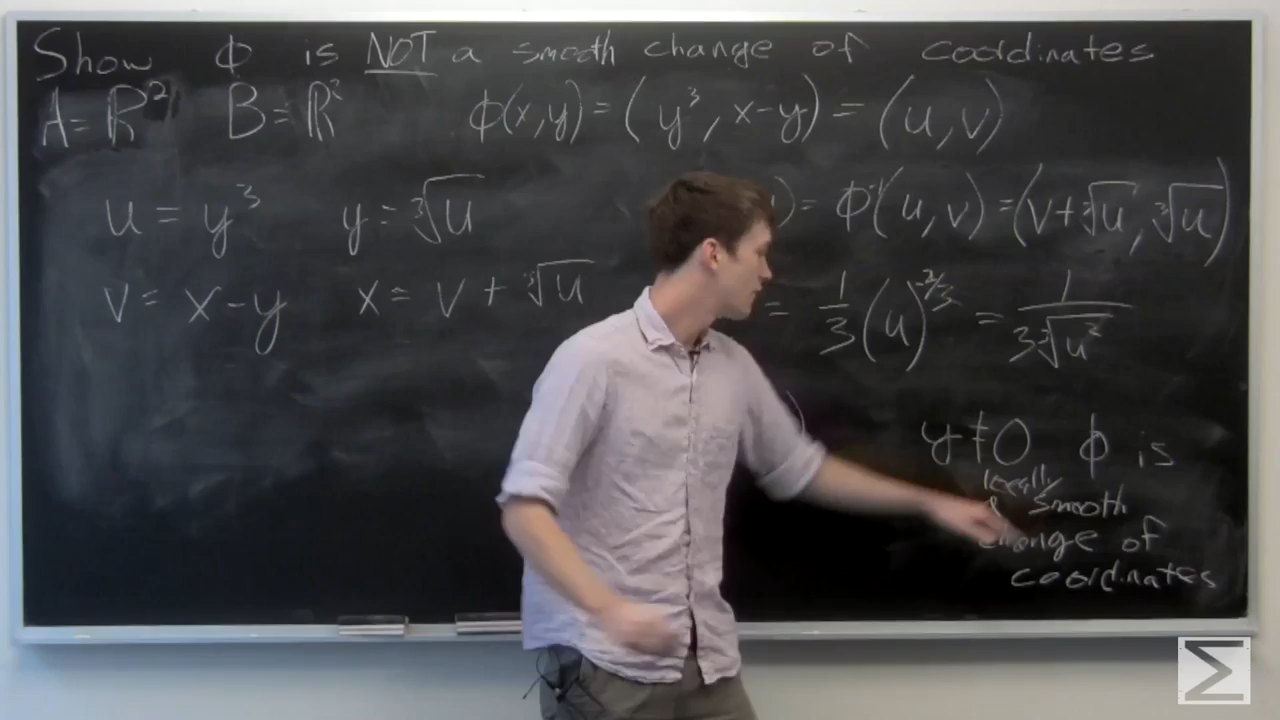 Show ϕ is NOT a smooth change of coordinates
A = ℝ² B = ℝ² ϕ(x,y) = (y³, x-y) = (u,v)
u = y³ y = ∛u ) = ϕ⁻¹(u,v) = (v+∛u, ∛u)
v = x-y x = v + ∛u = 1/3 (u)^(-2/3) = 1/(3∛u²)
y≠0 ϕ is
locally
a smooth
change of
coordinates
Σ